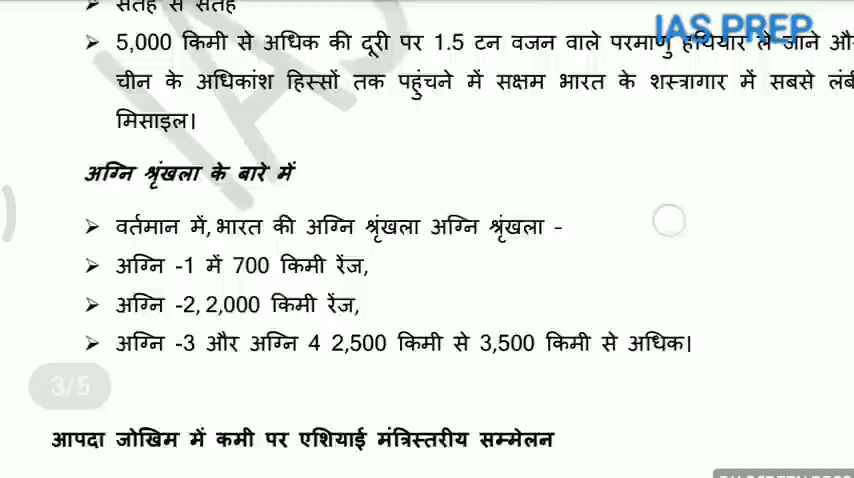 ➤ सतह से सतह
IAS PREP
➤ 5,000 किमी से अधिक की दूरी पर 1.5 टन वजन वाले परमाणु हथियार ले जाने
चीन के अधिकांश हिस्सों तक पहुंचने में सक्षम भारत के शस्त्रागार में सबसे
मिसाइल।
अग्नि श्रृंखला के बारे में
➤ वर्तमान में, भारत की अग्नि श्रृंखला अग्नि श्रृंखला -
➤ अग्नि -1 में 700 किमी रेंज,
➤ अग्नि -2, 2,000 किमी रेंज,
➤ अग्नि -3 और अग्नि 4 2,500 किमी से 3,500 किमी से अधिक।
3/5
आपदा जोखिम में कमी पर एशियाई मंत्रिस्तरीय सम्मेलन